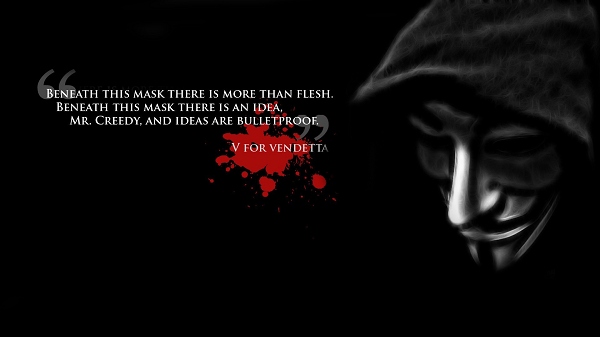 “ Beneath this mask there is more than flesh.
Beneath this mask there is an idea,
Mr. Creedy, and ideas are bulletproof. ”
V for vendetta